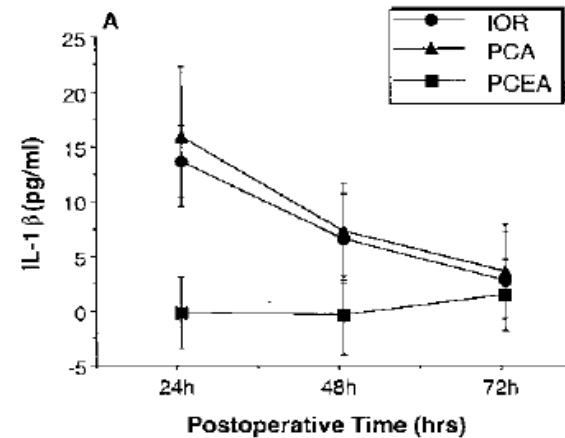 A
IOR
PCA
PCEA
25
20
15
10
5
0
-5
IL-1 β (pg/ml)
24h
48h
72h
Postoperative Time (hrs)